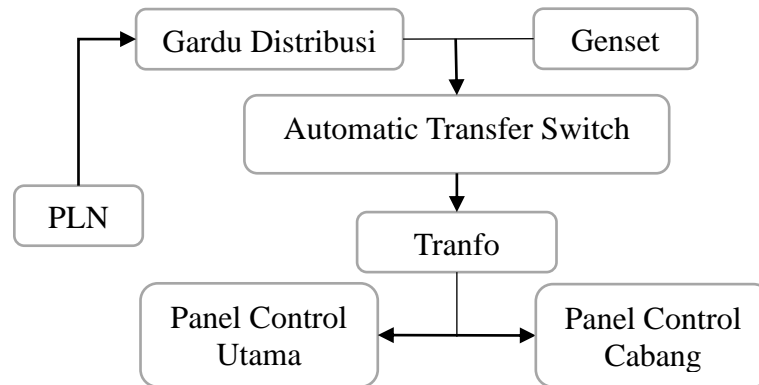 Gardu Distribusi
Genset
Automatic Transfer Switch
PLN
Tranfo
Panel Control
Utama
Panel Control
Cabang